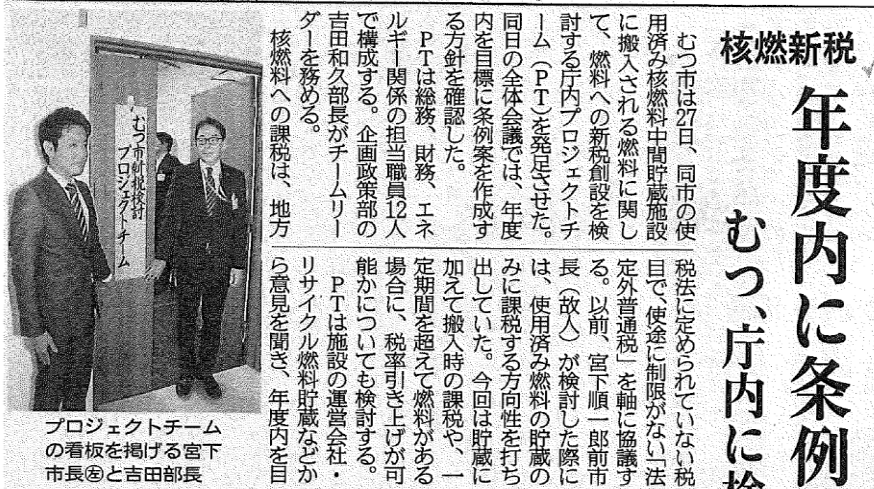 核燃新税
年度内に条例
むつ、庁内に検
むつ市は27日、同市の使
用済み核燃料中間貯蔵施設
に搬入される燃料に関し
て、燃料への新税創設を検
討する庁内プロジェクトチ
ーム（PT）を発足させた。
同日の全体会議では、年度
内を目標に条例案を作成す
る方針を確認した。
PTは総務、財務、エネ
ルギー関係の担当職員12人
で構成する。企画政策部の
吉田和久部長がチームリー
ダーを務める。
核燃料への課税は、地方
税法に定められていない税
目で、使途に制限がない「法
定外普通税」を軸に協議す
る。以前、宮下順一郎前市
長（故人）が検討した際に
は、使用済み燃料の貯蔵の
みに課税する方向性を打ち
出していた。今回は貯蔵に
加えて搬入時の課税や、一
定期間を超えて燃料がある
場合に、税率引き上げが可
能かについても検討する。
PTは施設の運営会社・
リサイクル燃料貯蔵などか
ら意見を聞き、年度内を目
むつ市新税検討
プロジェクトチーム
プロジェクトチーム
の看板を掲げる宮下
市長㊧と吉田部長